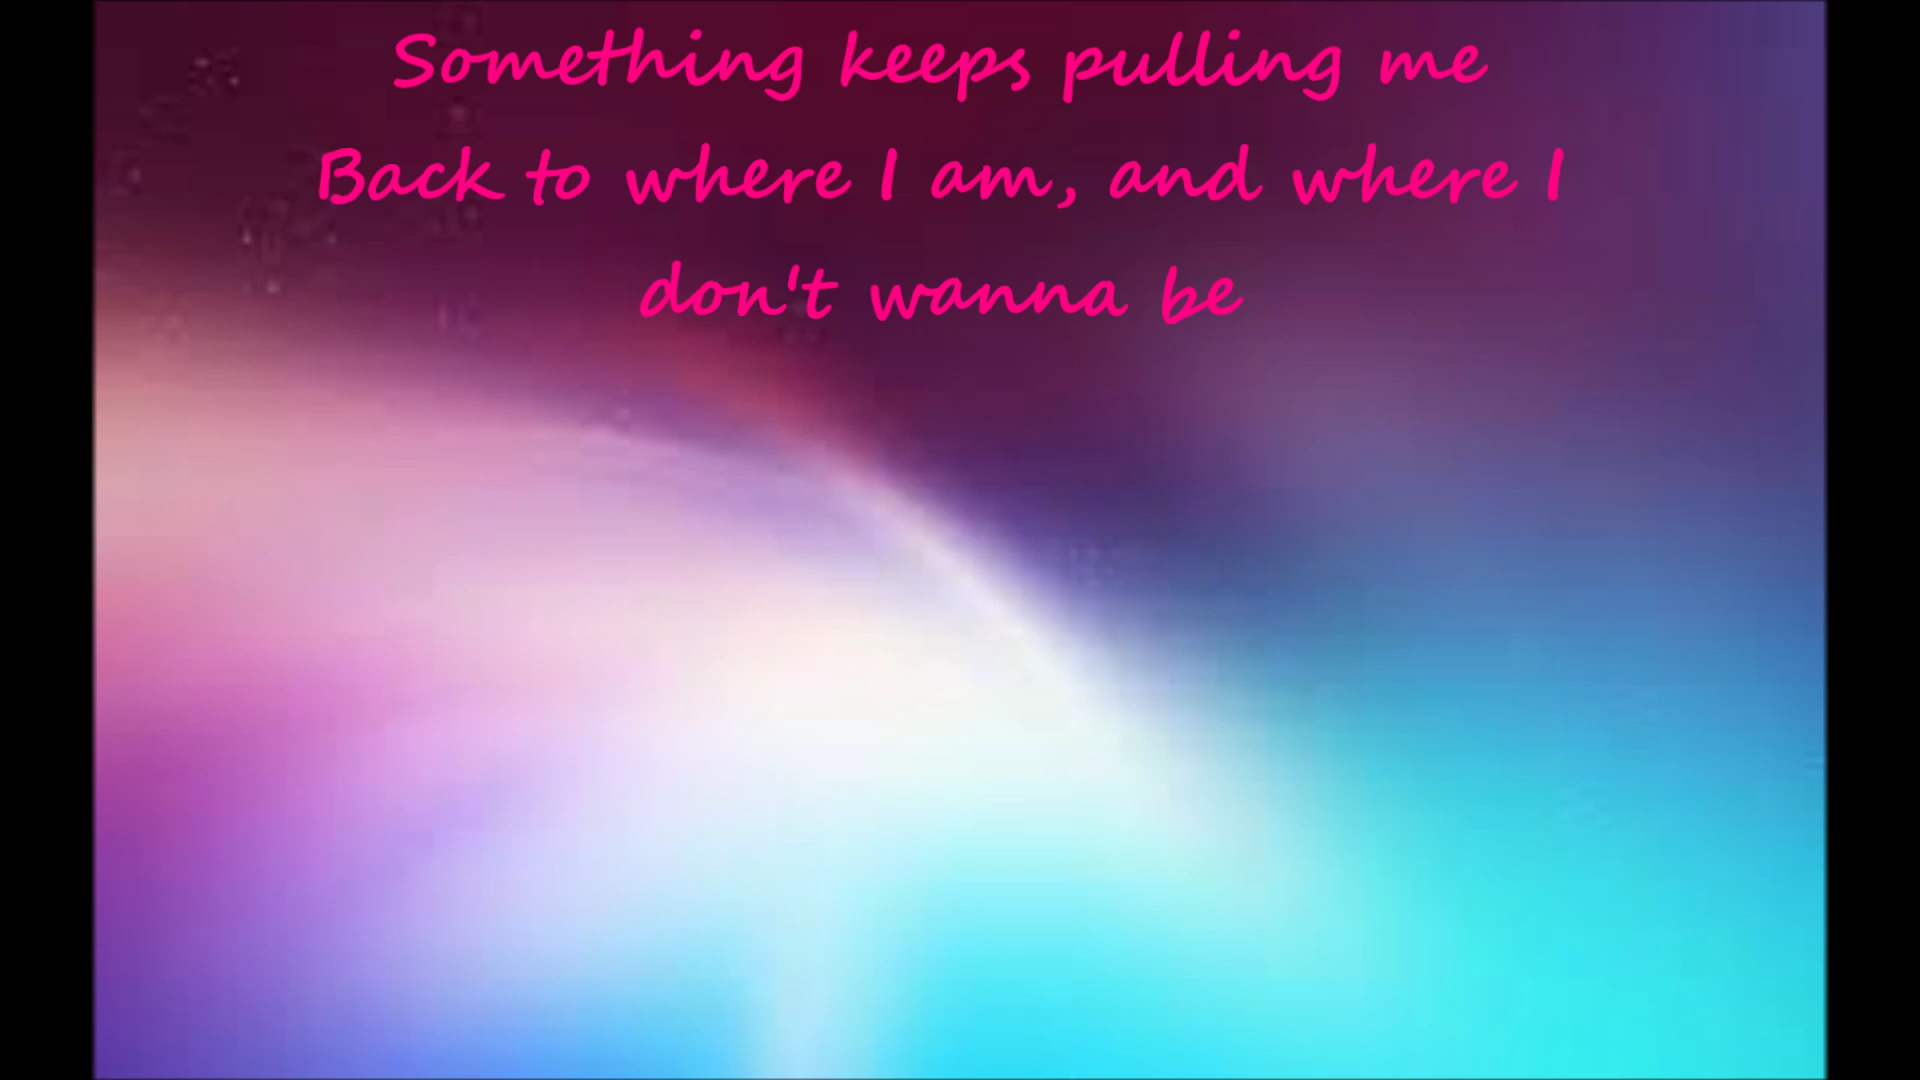 Something keeps pulling me
Back to where I am, and where I
don't wanna be